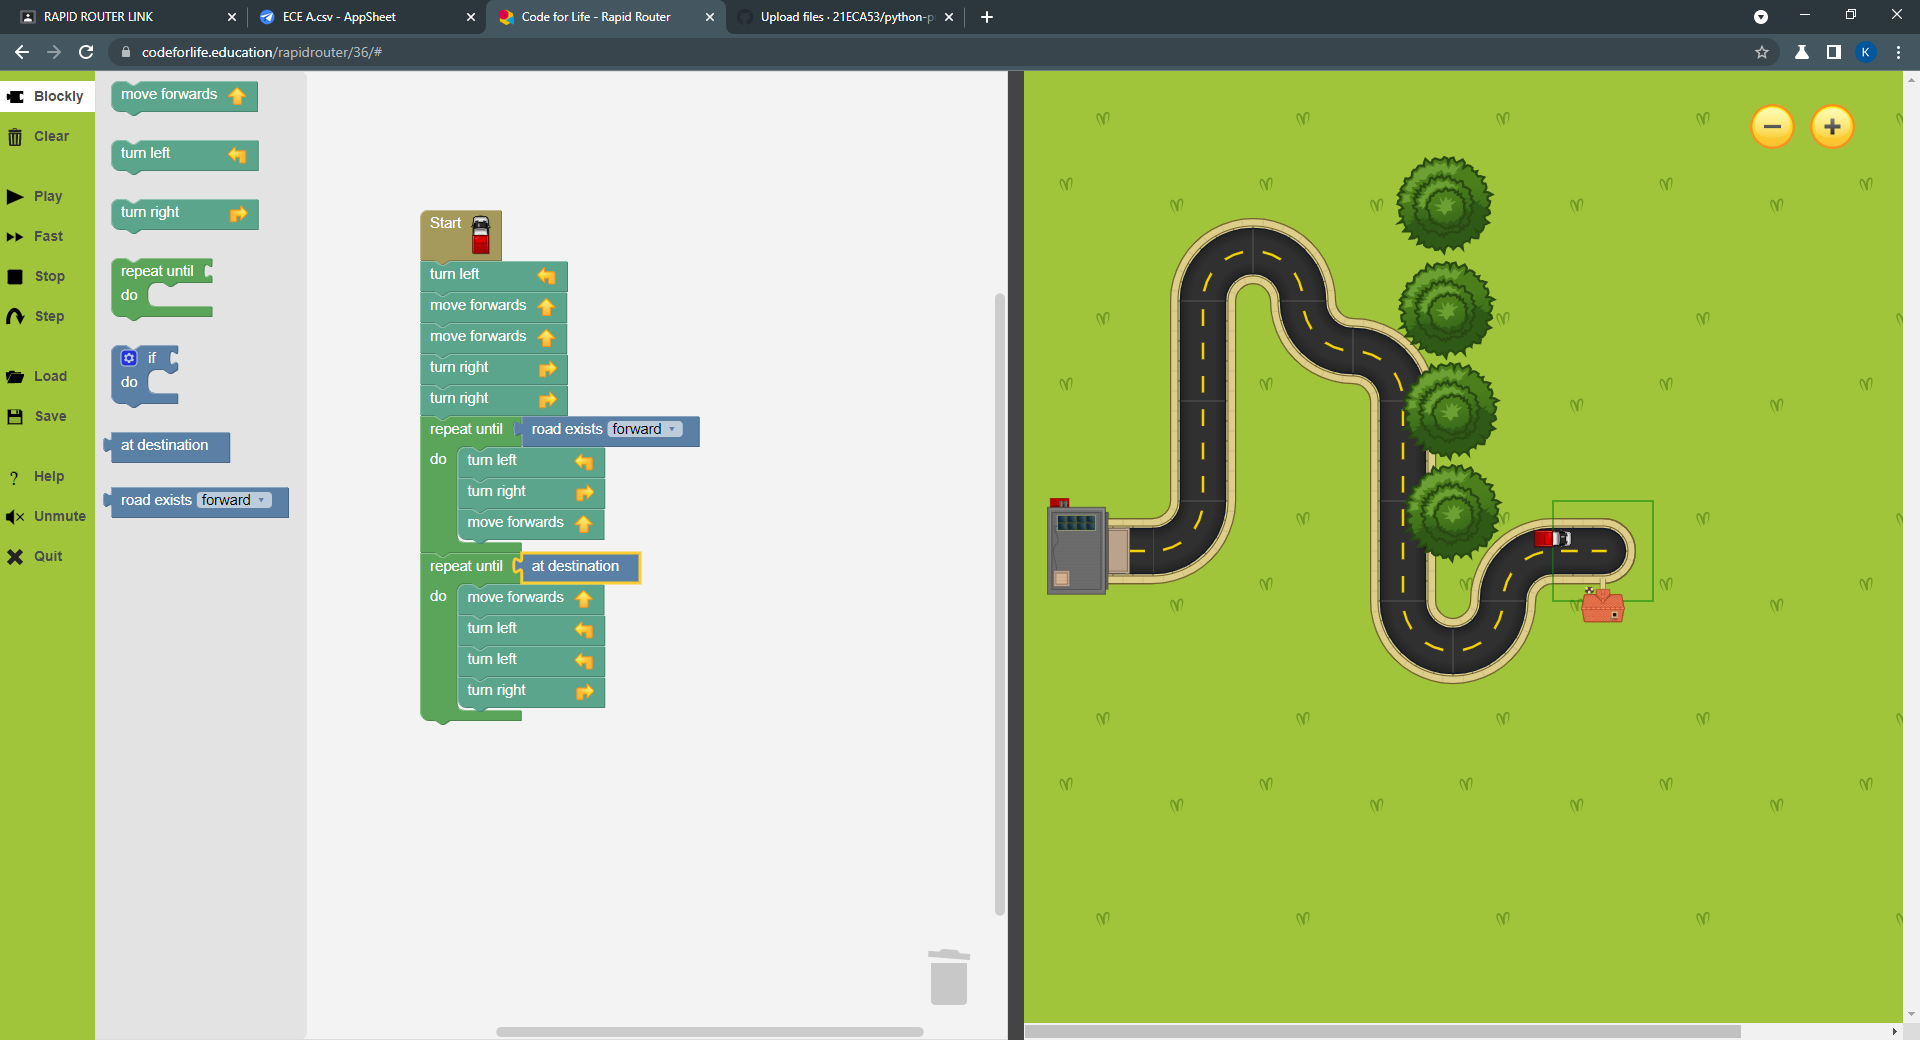 RAPID ROUTER LINK
ECE A.csv - AppSheet
Code for Life - Rapid Router
Upload files · 21ECA53/python-p
codeforlife.education/rapidrouter/36/#
K
Blockly
Clear
Play
Fast
Stop
Step
Load
Save
Help
Unmute
Quit
move forwards
turn left
turn right
repeat until
do
if
do
at destination
road exists forward
Start
turn left
move forwards
move forwards
turn right
turn right
repeat until road exists forward
do turn left
turn right
move forwards
repeat until at destination
do move forwards
turn left
turn left
turn right